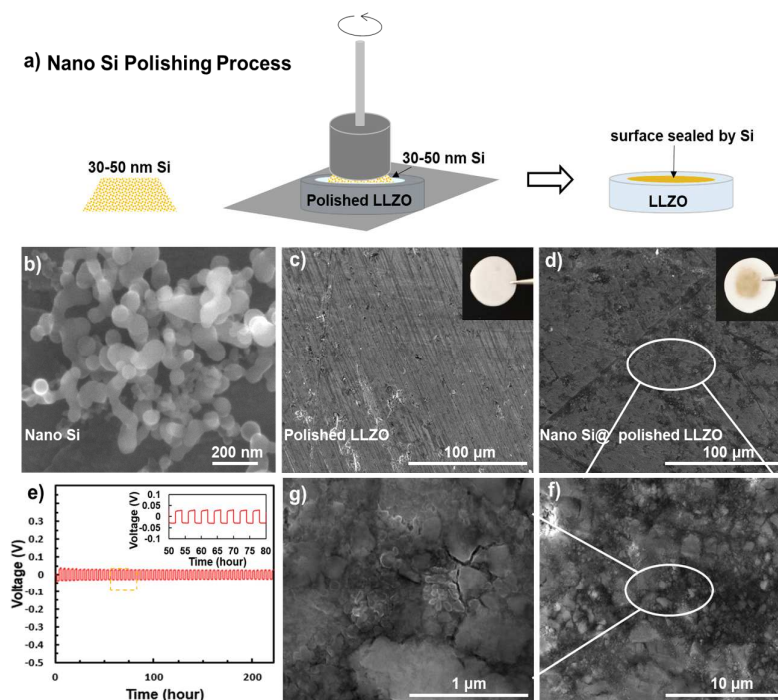 a) Nano Si Polishing Process
30-50 nm Si
30-50 nm Si
Polished LLZO
surface sealed by Si
LLZO
b)
Nano Si
200 nm
c)
Polished LLZO
100 µm
d)
Nano Si@ polished LLZO
100 µm
e)
Voltage (V)
0.3
0.2
0.1
0
-0.1
-0.2
-0.3
-0.4
-0.5
0
100
200
Time (hour)
Voltage (V)
0.1
0.05
0
-0.05
-0.1
50 55 60 65 70 75 80
Time (hour)
g)
1 µm
f)
10 µm